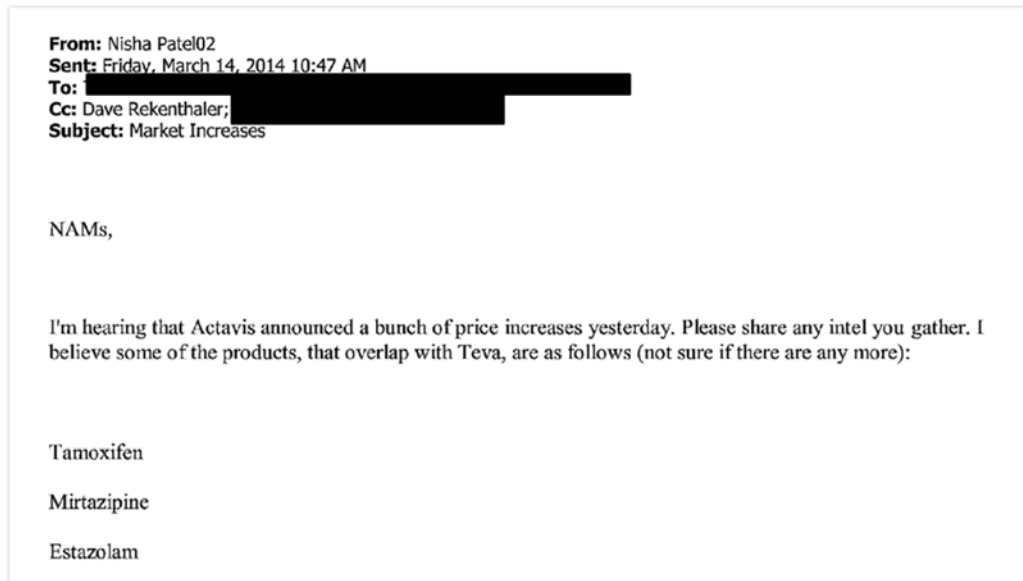 From: Nisha Patel02
Sent: Friday, March 14, 2014 10:47 AM
To:
Cc: Dave Rekenthaler;
Subject: Market Increases
NAMs,
I'm hearing that Actavis announced a bunch of price increases yesterday. Please share any intel you gather. I
believe some of the products, that overlap with Teva, are as follows (not sure if there are any more):
Tamoxifen
Mirtazipine
Estazolam